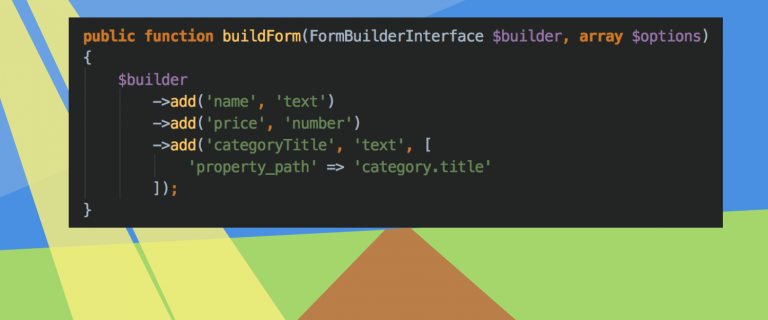 public function buildForm(FormBuilderInterface $builder, array $options)
{
    $builder
        ->add('name', 'text')
        ->add('price', 'number')
        ->add('categoryTitle', 'text', [
            'property_path' => 'category.title'
        ]);
}